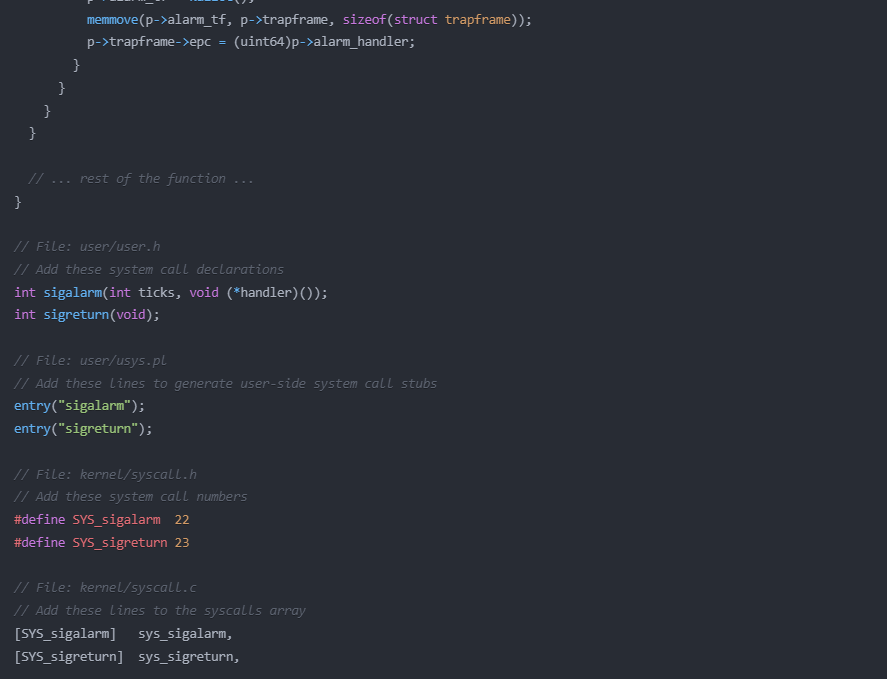 memmove(p->alarm_tf, p->trapframe, sizeof(struct trapframe));
p->trapframe->epc = (uint64)p->alarm_handler;
}
}
}
}
// ... rest of the function ...
}
// File: user/user.h
// Add these system call declarations
int sigalarm(int ticks, void (*handler)());
int sigreturn(void);
// File: user/usys.pl
// Add these lines to generate user-side system call stubs
entry("sigalarm");
entry("sigreturn");
// File: kernel/syscall.h
// Add these system call numbers
#define SYS_sigalarm  22
#define SYS_sigreturn 23
// File: kernel/syscall.c
// Add these lines to the syscalls array
[SYS_sigalarm]   sys_sigalarm,
[SYS_sigreturn]  sys_sigreturn,